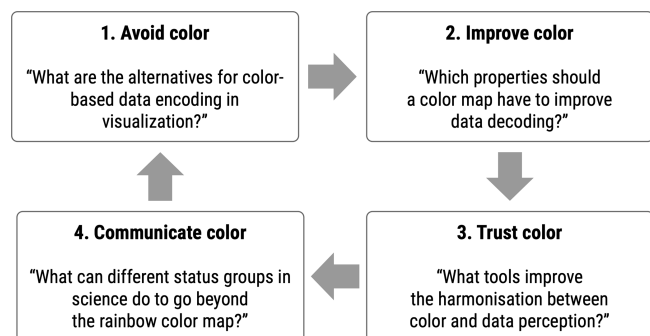 1. Avoid color
“What are the alternatives for color-
based data encoding in
visualization?”
2. Improve color
“Which properties should
a color map have to improve
data decoding?”
3. Trust color
“What tools improve
the harmonisation between
color and data perception?”
4. Communicate color
“What can different status groups in
science do to go beyond
the rainbow color map?”